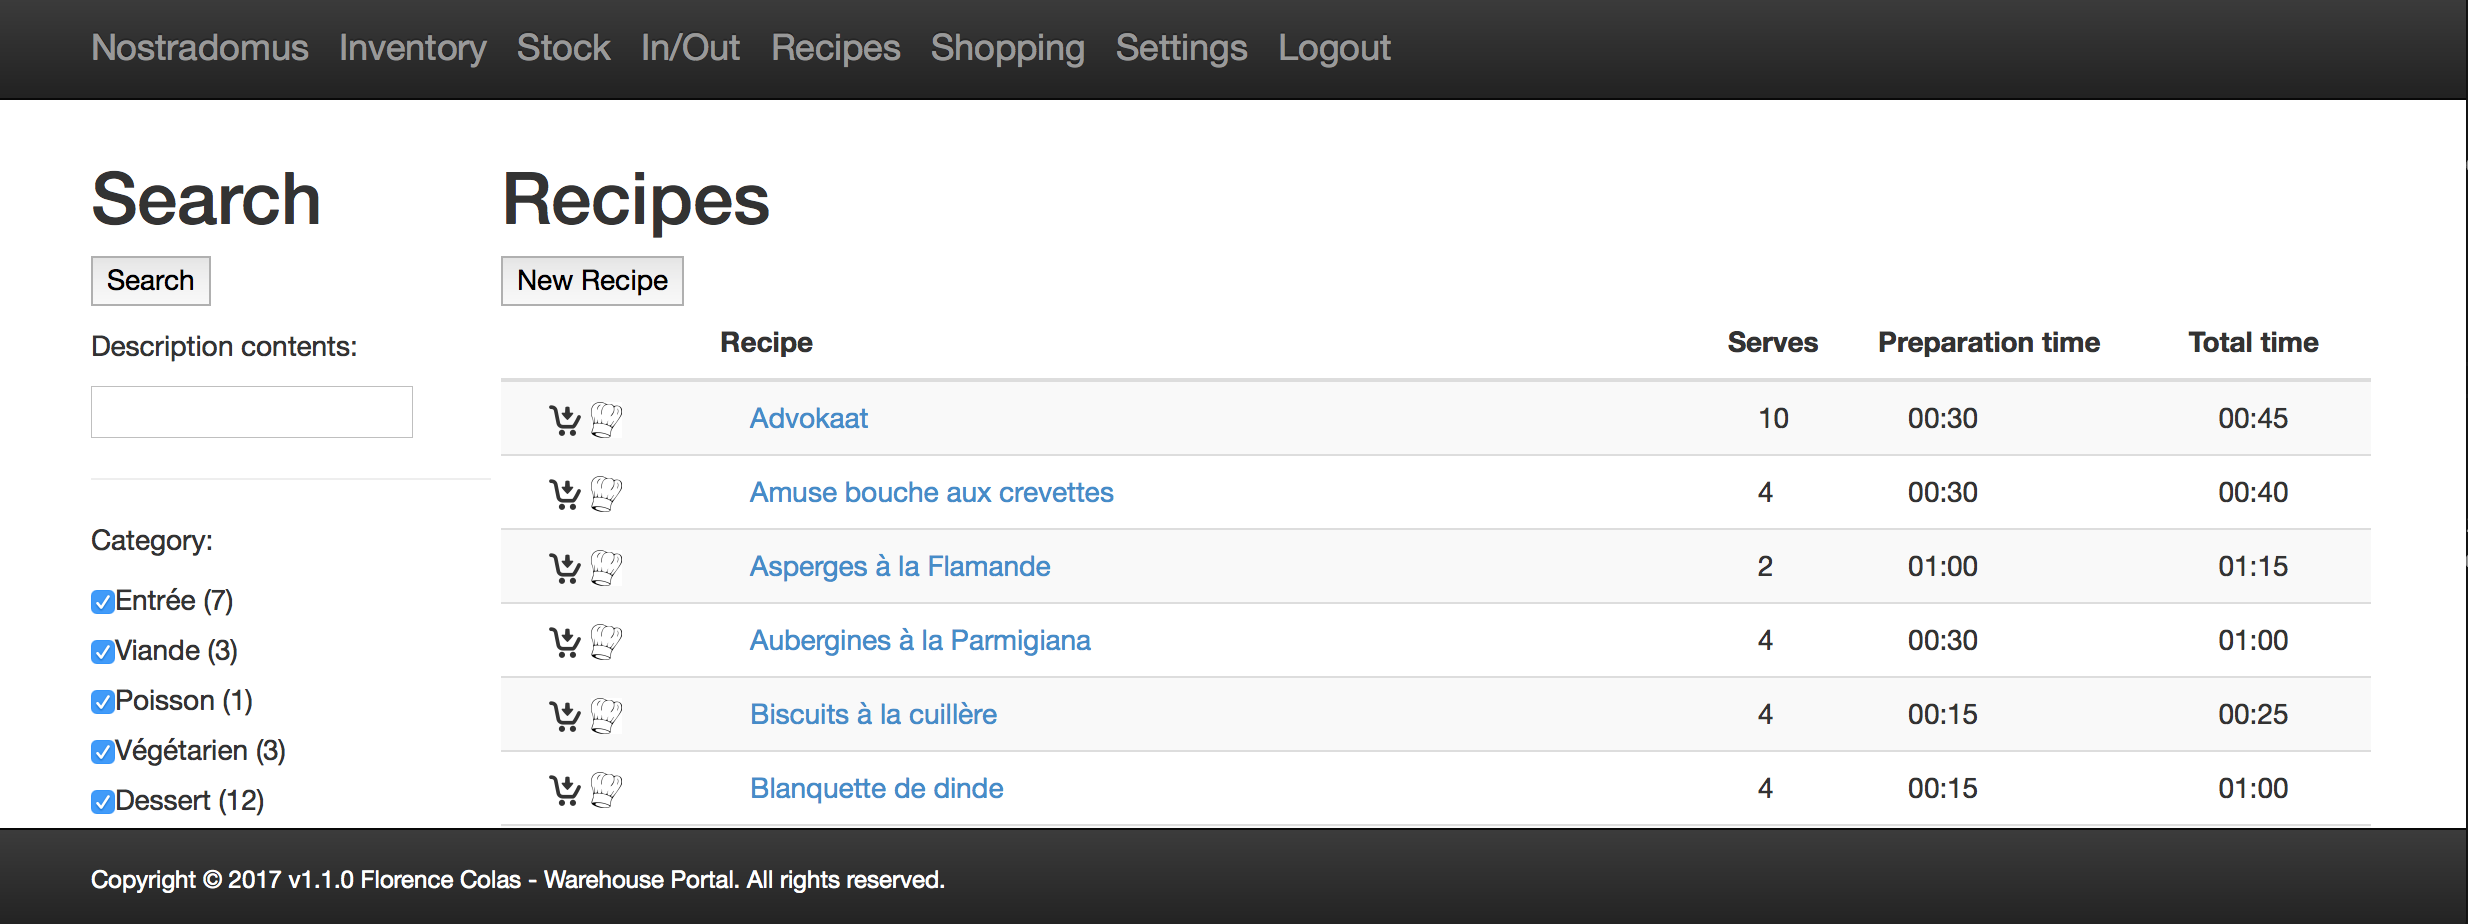 Nostradomus Inventory Stock In/Out Recipes Shopping Settings Logout
Search
Search
Description contents:
Category:
Entrée (7)
Viande (3)
Poisson (1)
Végétarien (3)
Dessert (12)
Recipes
New Recipe
Recipe Serves Preparation time Total time
Advokaat 10 00:30 00:45
Amuse bouche aux crevettes 4 00:30 00:40
Asperges à la Flamande 2 01:00 01:15
Aubergines à la Parmigiana 4 00:30 01:00
Biscuits à la cuillère 4 00:15 00:25
Blanquette de dinde 4 00:15 01:00
Copyright © 2017 v1.1.0 Florence Colas - Warehouse Portal. All rights reserved.